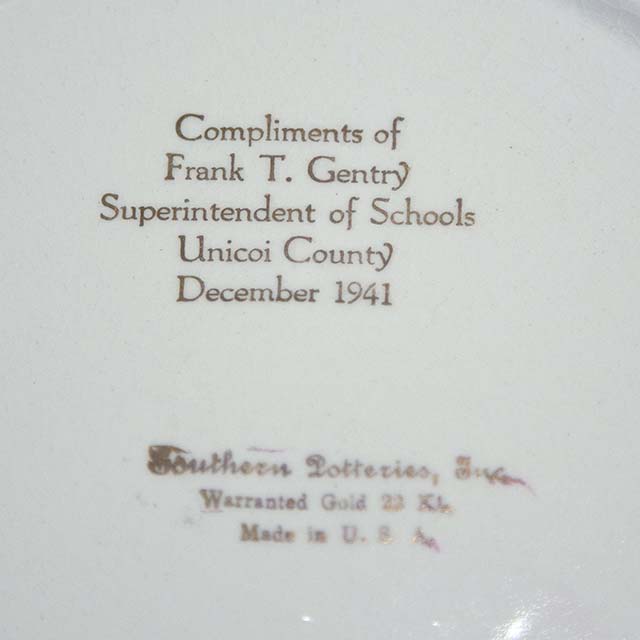 Compliments of
Frank T. Gentry
Superintendent of Schools
Unicoi County
December 1941
Southern Potteries, Inc.
Warranted Gold 22 Kt.
Made in U. S. A.